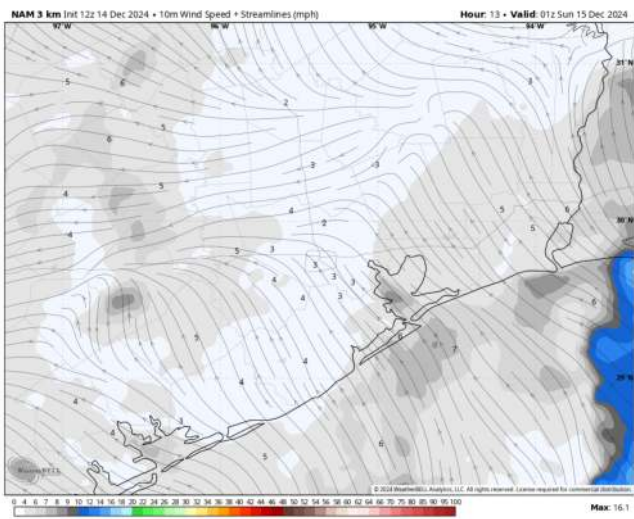 NAM 3 km Init 12z 14 Dec 2024 • 10m Wind Speed + Streamlines (mph) Hour: 13 • Valid: 01z Sun 15 Dec 2024
97°W 96°W 95°W 94°W
31°N
5 6 3
2
5
6
3 3
5
4 4 5 6
2 30°N
4 5
5 3
3
4 3 3
4 3 6
7
6 7
4
29°N
4
4 3
4
6
5
WeatherBELL
© 2024 WeatherBELL Analytics, LLC. All rights reserved. License required for commercial distribution.
0 4 6 7 8 9 10 12 14 16 18 20 22 24 26 28 30 32 34 36 38 40 42 44 46 48 50 52 54 56 58 60 65 70 75 80 85 90 95 100
Max: 16.1